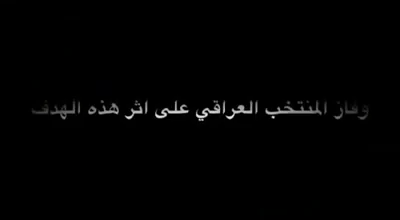 وفاز المنتخب العراقي على اثر هذه الهدف